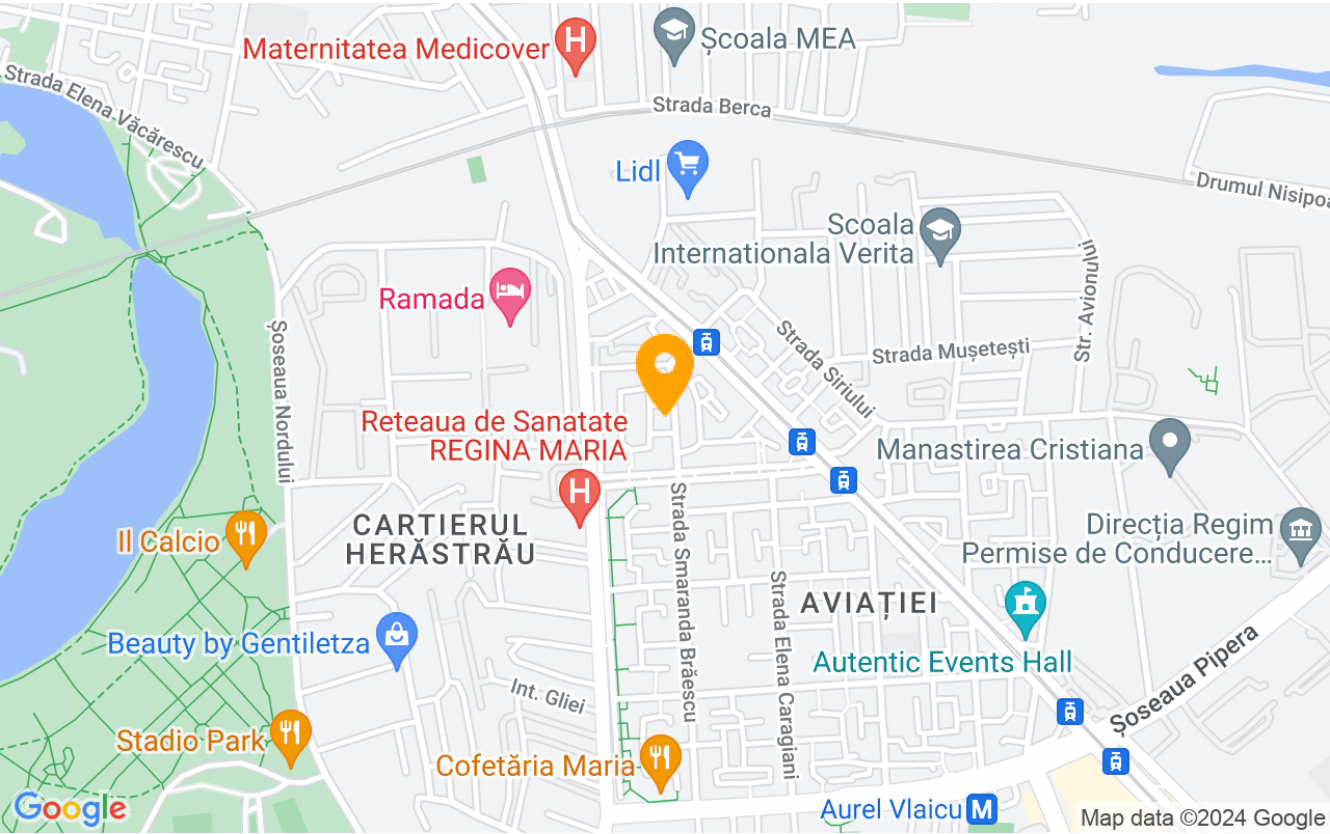 Maternitatea Medicover
H
Școala MEA
Strada Elena Văcărescu
Strada Berca
Lidl
Drumul Nisipoa
Scoala
Internationala Verita
Str. Avionului
Ramada
Șoseaua Nordului
Strada Siriului
Strada Mușetești
Reteaua de Sanatate
REGINA MARIA
H
Manastirea Cristiana
Strada Smaranda Brăescu
CARTIERUL
HERĂSTRĂU
Il Calcio
Direcția Regim
Permise de Conducere...
Strada Elena Caragiani
AVIAȚIEI
Beauty by Gentiletza
Autentic Events Hall
Șoseaua Pipera
Int. Gliei
Stadio Park
Cofetăria Maria
Google
Aurel Vlaicu M
Map data ©2024 Google